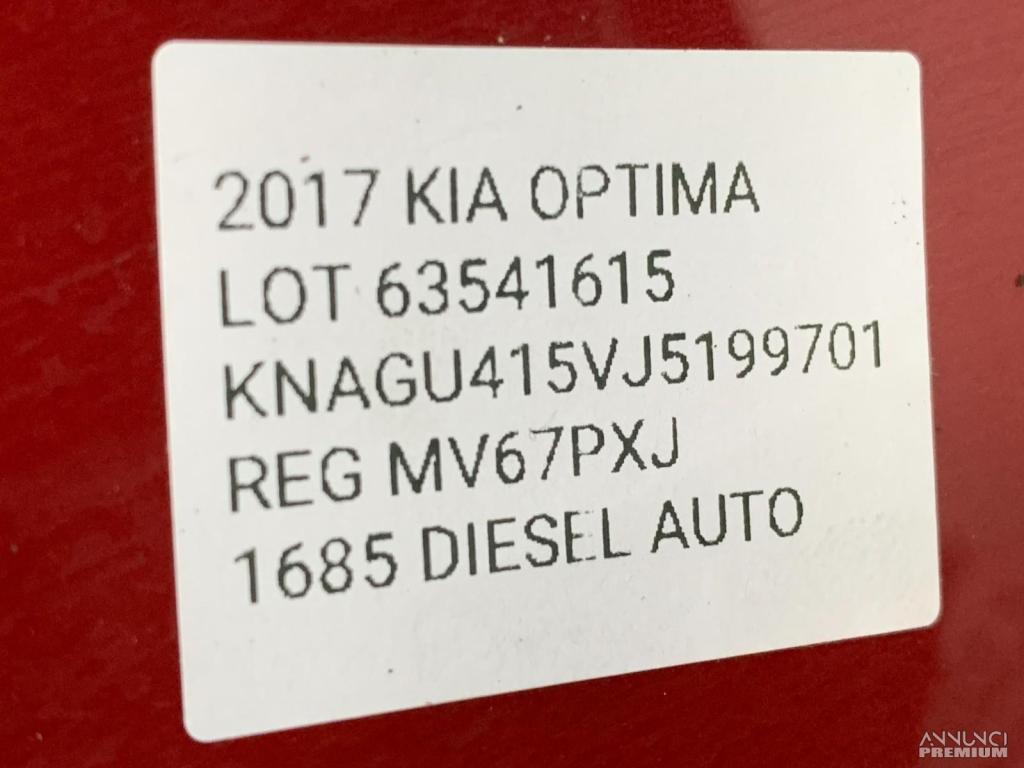 2017 KIA OPTIMA
LOT 63541615
KNAGU415VJ5199701
REG MV67PXJ
1685 DIESEL AUTO
ANNUNCI
PREMIUM